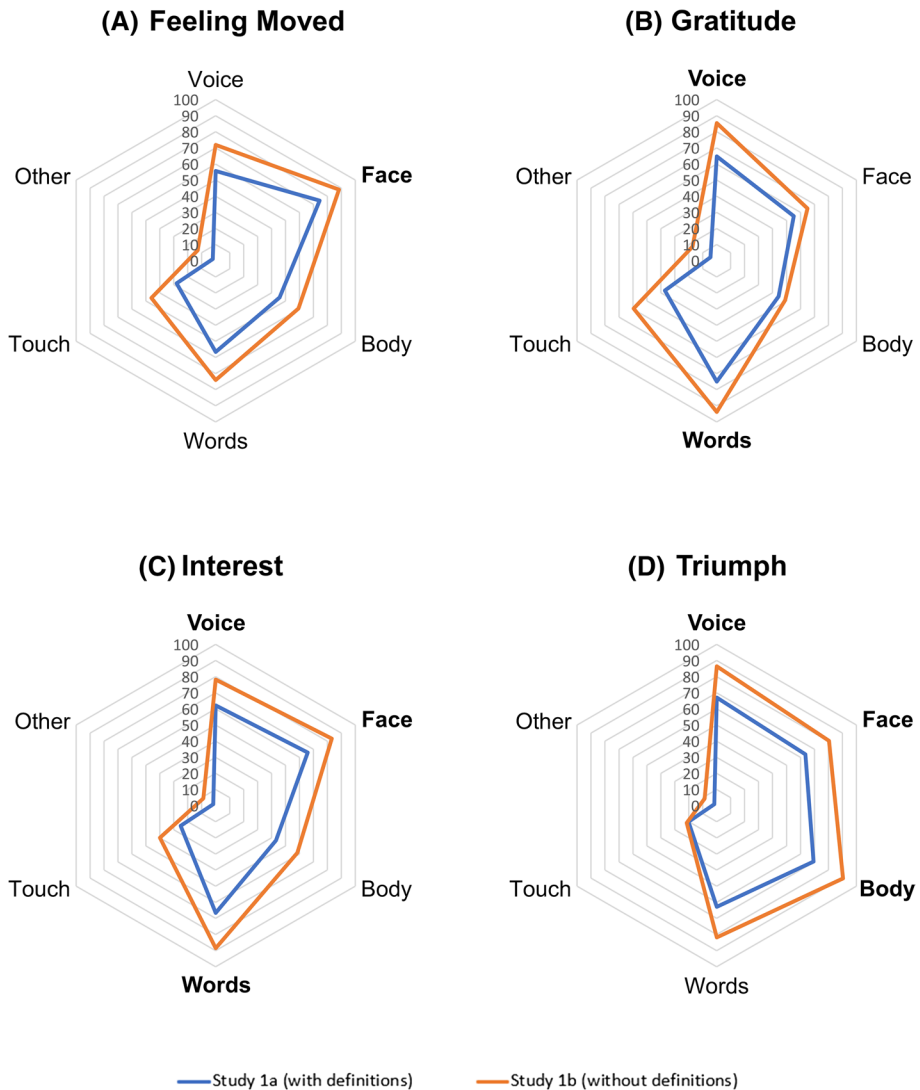 (A) Feeling Moved
(B) Gratitude
Voice
100
90
80
70
60
50
40
30
20
10
0
Face
Body
Words
Touch
Other
Voice
100
90
80
70
60
50
40
30
20
10
0
Face
Body
Words
Touch
Other
(C) Interest
(D) Triumph
Voice
100
90
80
70
60
50
40
30
20
10
0
Face
Body
Words
Touch
Other
Voice
100
90
80
70
60
50
40
30
20
10
0
Face
Body
Words
Touch
Other
Study 1a (with definitions)
Study 1b (without definitions)